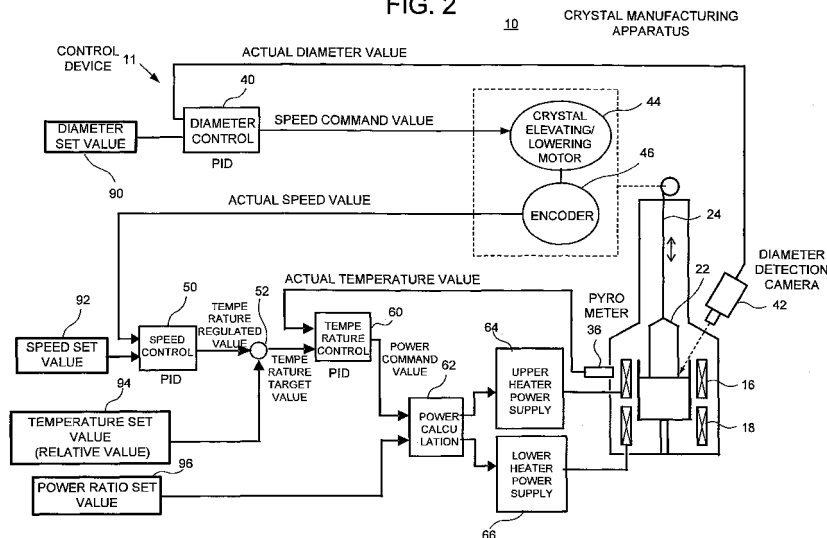 FIG. 2
10
CRYSTAL MANUFACTURING
APPARATUS
CONTROL
DEVICE
11
ACTUAL DIAMETER VALUE
40
DIAMETER
CONTROL
PID
SPEED COMMAND VALUE
DIAMETER
SET VALUE
90
44
CRYSTAL
ELEVATING/
LOWERING
MOTOR
46
ENCODER
ACTUAL SPEED VALUE
24
22
DIAMETER
DETECTION
CAMERA
42
ACTUAL TEMPERATURE VALUE
PYRO
METER
36
92
SPEED SET
VALUE
50
SPEED
CONTROL
PID
TEMPE
RATURE
REGULATED
VALUE
52
TEMPE
RATURE
TARGET
VALUE
60
TEMPE
RATURE
CONTROL
PID
POWER
COMMAND
VALUE
62
POWER
CALCU
LATION
64
UPPER
HEATER
POWER
SUPPLY
16
18
94
TEMPERATURE SET
VALUE
(RELATIVE VALUE)
96
POWER RATIO SET
VALUE
LOWER
HEATER
POWER
SUPPLY
66